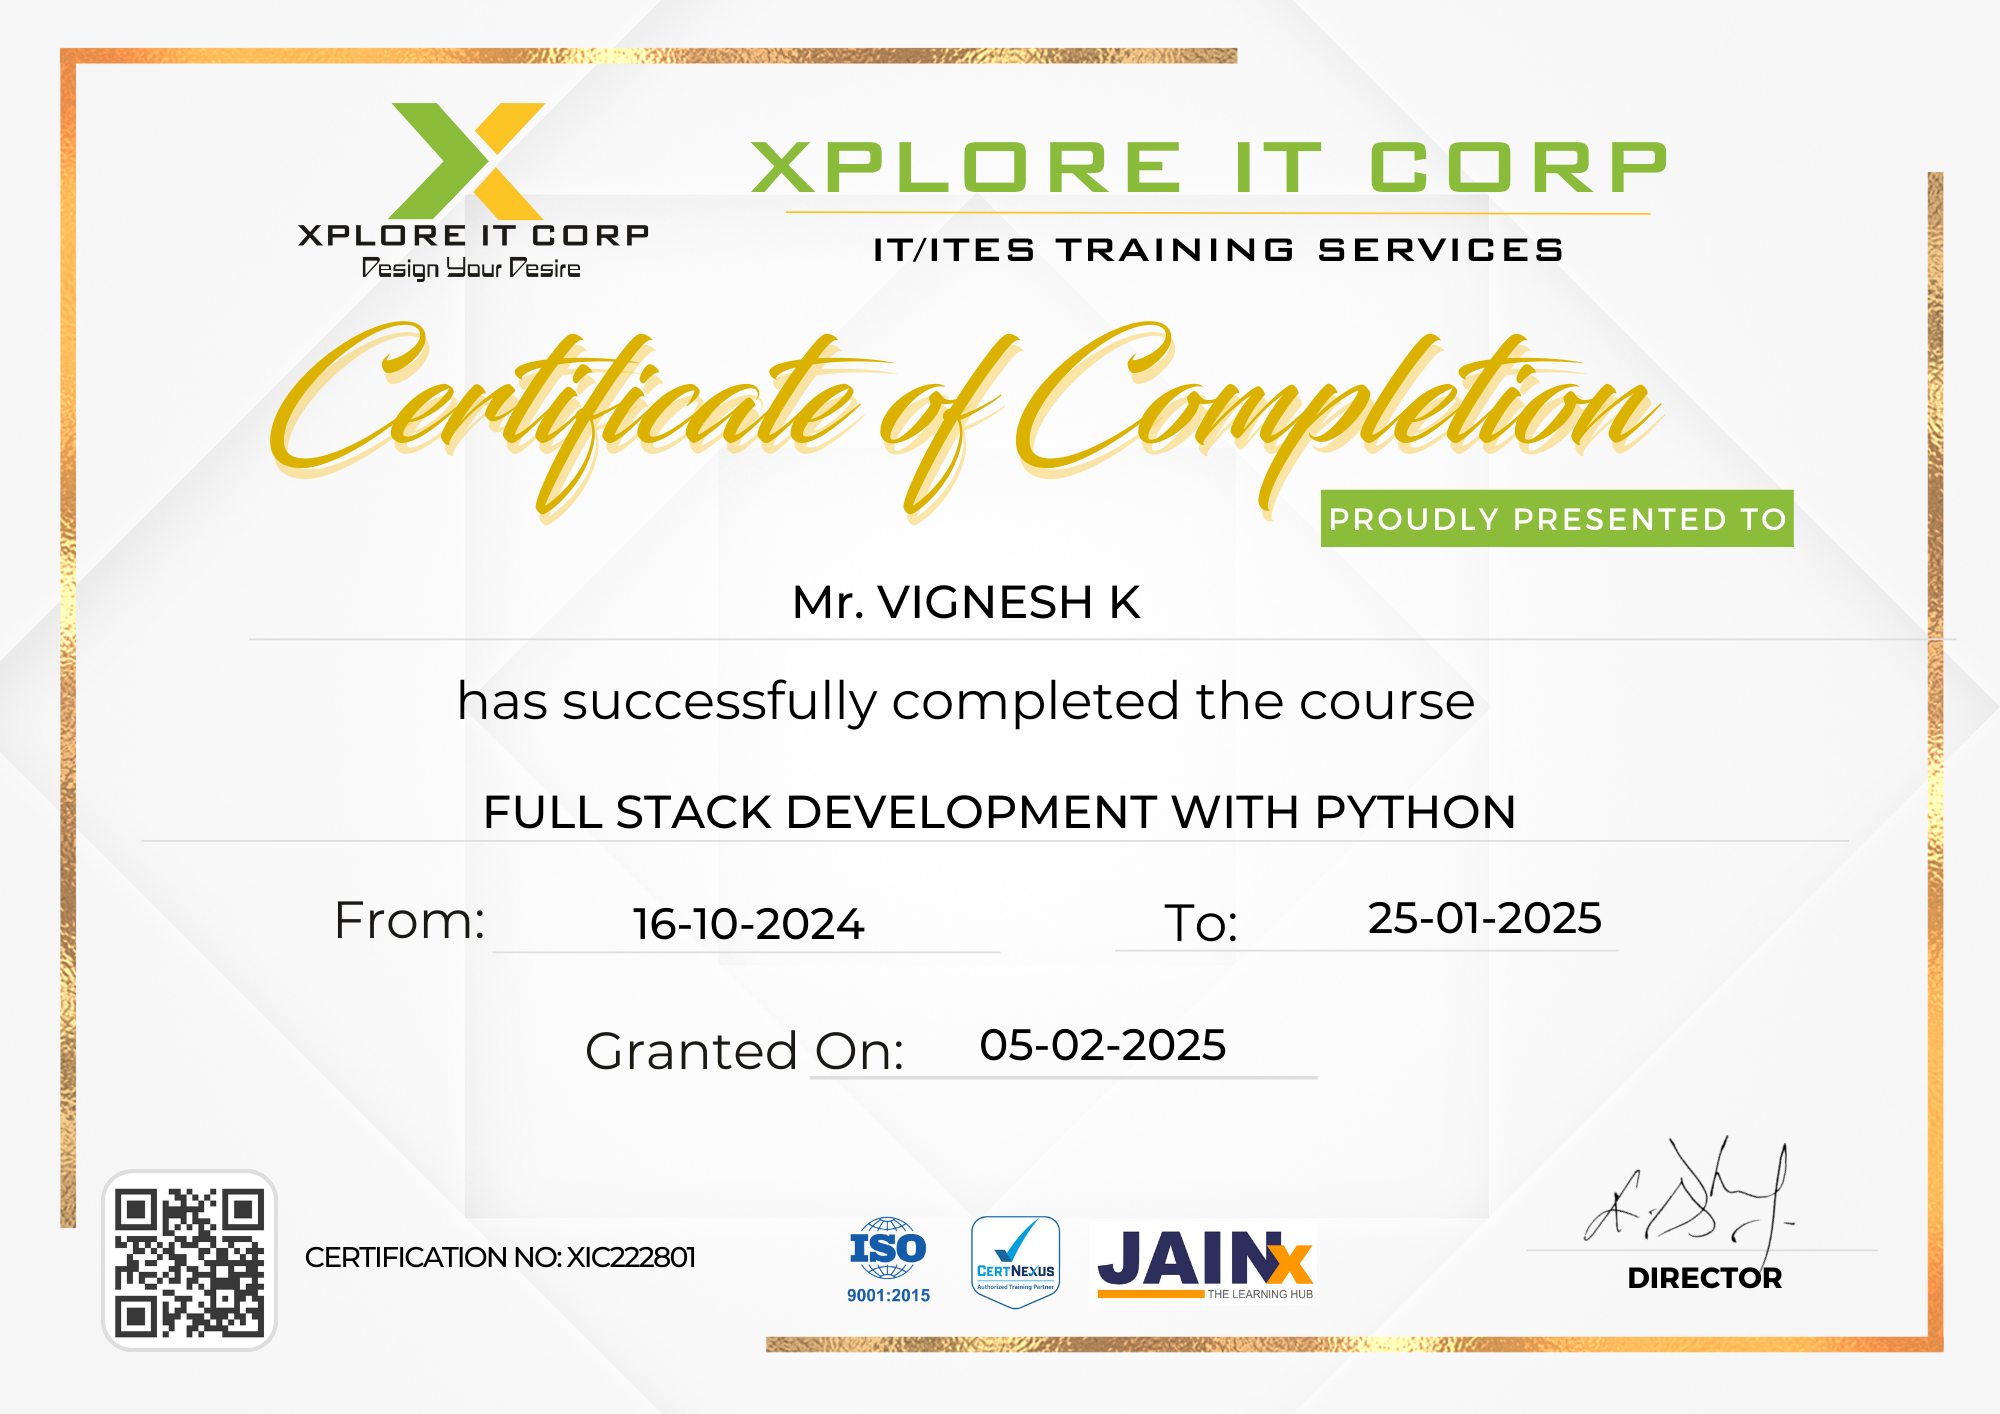 XPLORE IT CORP
Design Your Desire
XPLORE IT CORP
IT/ITES TRAINING SERVICES
Certificate of Completion
PROUDLY PRESENTED TO
Mr. VIGNESH K
has successfully completed the course
FULL STACK DEVELOPMENT WITH PYTHON
From: 16-10-2024 To: 25-01-2025
Granted On: 05-02-2025
CERTIFICATION NO: XIC222801
ISO
9001:2015
CERTNEXUS
Authorized Training Partner
JAINx
THE LEARNING HUB
DIRECTOR